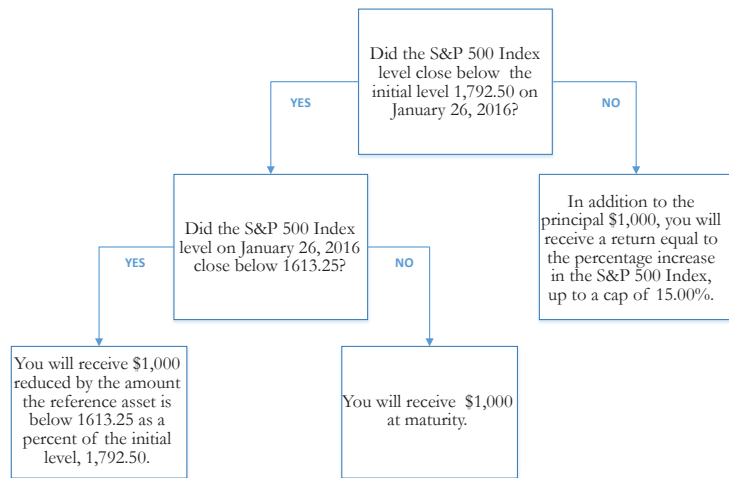 Did the S&P 500 Index
level close below the
initial level 1,792.50 on
January 26, 2016?
YES
NO
Did the S&P 500 Index
level on January 26, 2016
close below 1613.25?
In addition to the
principal $1,000, you will
receive a return equal to
the percentage increase
in the S&P 500 Index,
up to a cap of 15.00%.
YES
NO
You will receive $1,000
reduced by the amount
the reference asset is
below 1613.25 as a
percent of the initial
level, 1,792.50.
You will receive $1,000
at maturity.